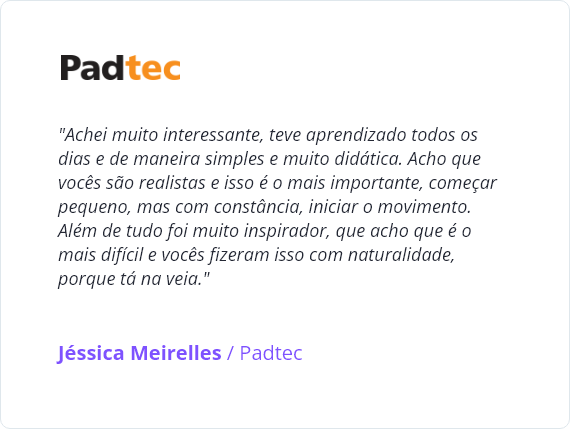 Padtec
"Achei muito interessante, teve aprendizado todos os
dias e de maneira simples e muito didática. Acho que
vocês são realistas e isso é o mais importante, começar
pequeno, mas com constância, iniciar o movimento.
Além de tudo foi muito inspirador, que acho que é o
mais difícil e vocês fizeram isso com naturalidade,
porque tá na veia."
Jéssica Meirelles / Padtec